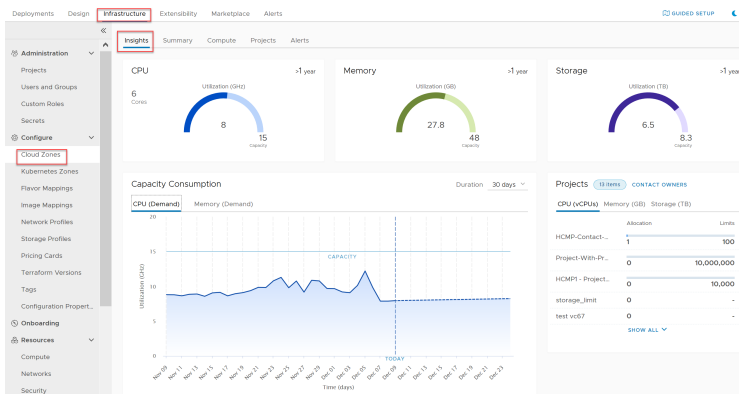 Deployments Design Infrastructure Extensibility Marketplace Alerts GUIDED SETUP
«
Insights Summary Compute Projects Alerts
Administration
Projects
Users and Groups
Custom Roles
Secrets
Configure
Cloud Zones
Kubernetes Zones
Flavor Mappings
Image Mappings
Network Profiles
Storage Profiles
Pricing Cards
Terraform Versions
Tags
Configuration Propert...
Onboarding
Resources
Compute
Networks
Security
CPU >1 year
6
Cores
Utilization (GHz)
8
15
Capacity
Memory >1 year
Utilization (GB)
27.8
48
Capacity
Storage >1 year
Utilization (TB)
6.5
8.3
Capacity
Capacity Consumption Duration 30 days
CPU (Demand) Memory (Demand)
Utilization (GHz)
20
15
10
5
0
CAPACITY
TODAY
Nov 09 Nov 11 Nov 13 Nov 15 Nov 17 Nov 19 Nov 21 Nov 23 Nov 25 Nov 27 Nov 29 Dec 01 Dec 03 Dec 05 Dec 07 Dec 09 Dec 11 Dec 13 Dec 15 Dec 17 Dec 19 Dec 21 Dec 23
Time (days)
Projects 13 items CONTACT OWNERS
CPU (vCPUs) Memory (GB) Storage (TB)
Allocation Limits
HCMP-Contact-... 1 100
Project-With-Pr... 0 10,000,000
HCMP1 - Project... 0 10,000
storage_limit 0 -
test vc67 0 -
SHOW ALL